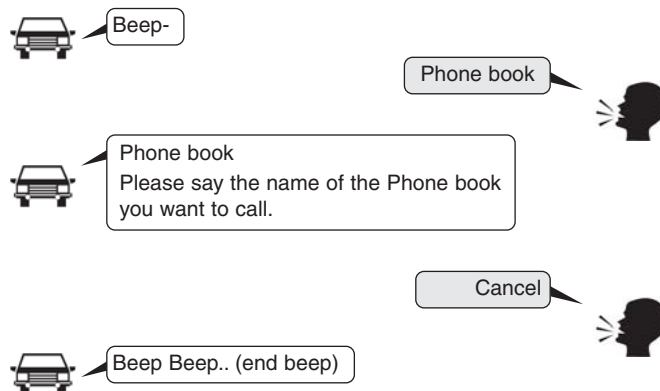 Beep-
Phone book
Phone book
Please say the name of the Phone book
you want to call.
Cancel
Beep Beep.. (end beep)